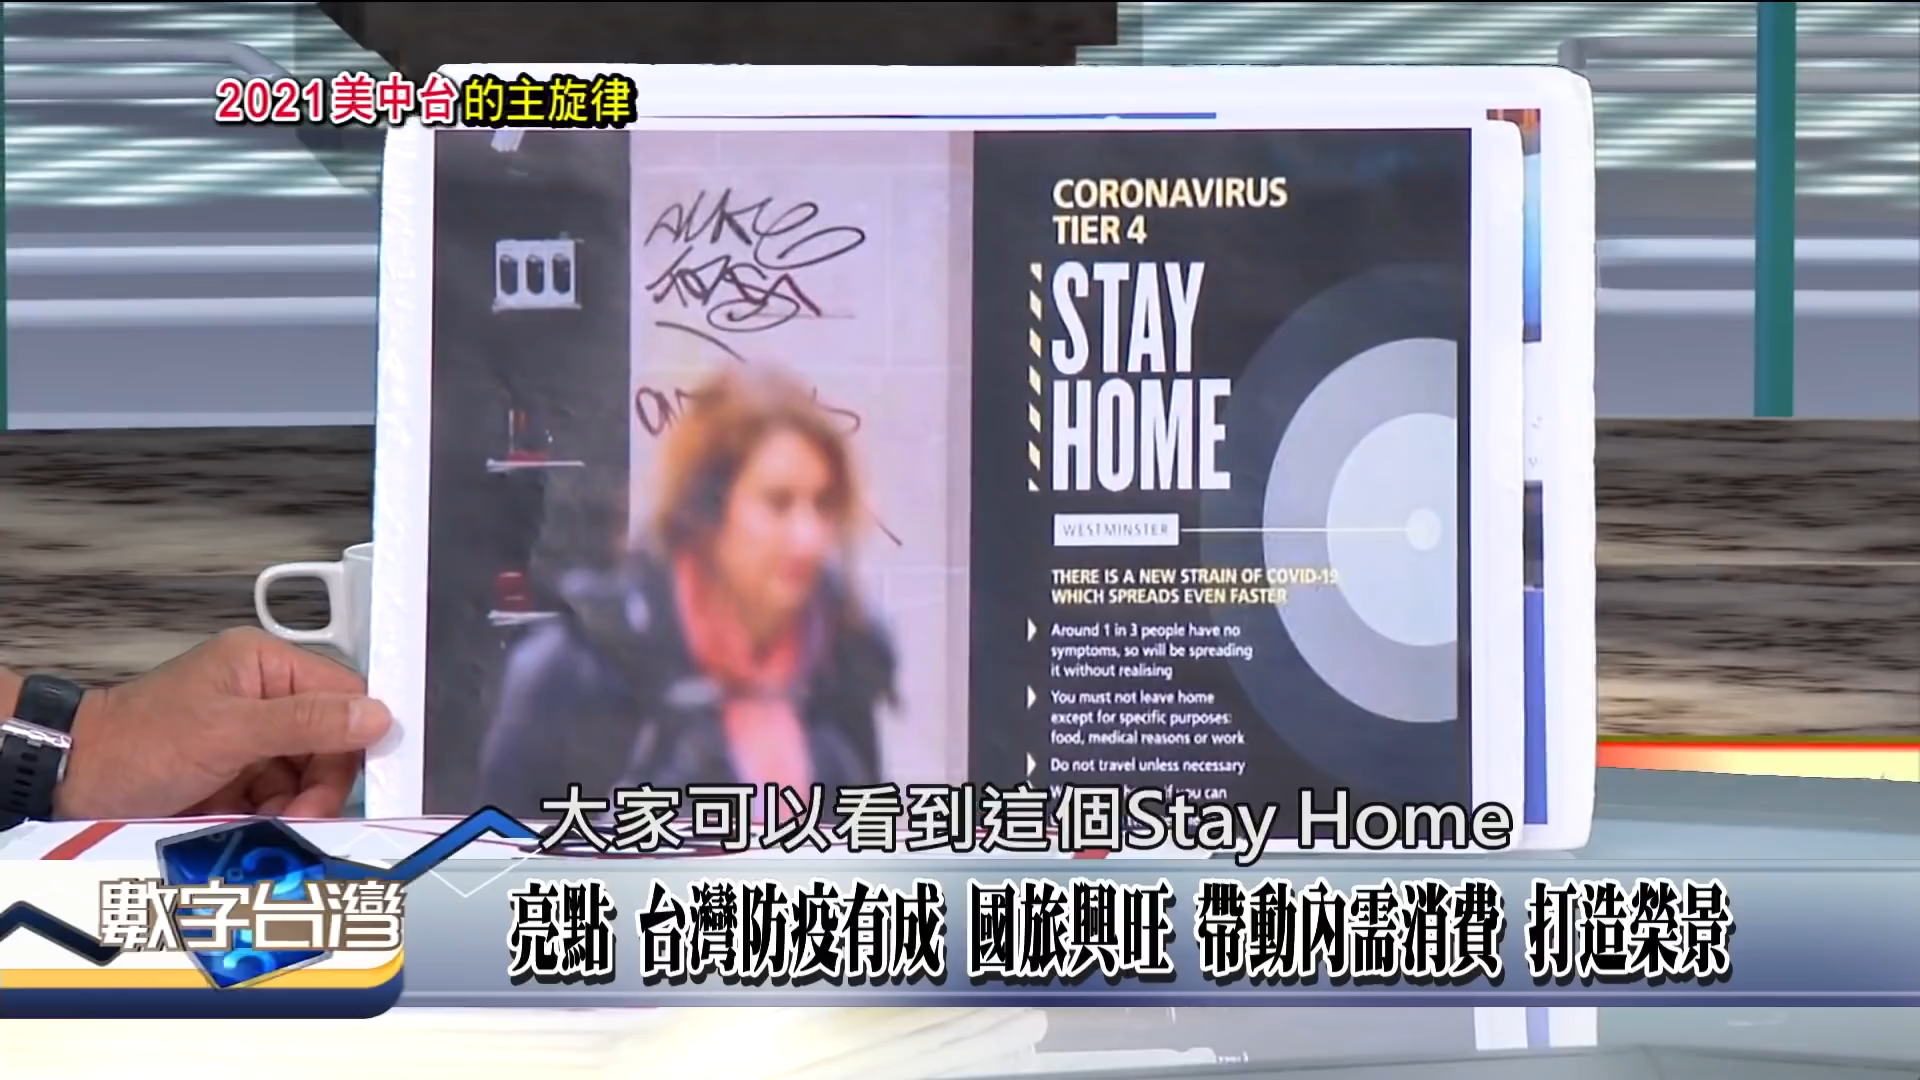 2021美中台的主旋律
CORONAVIRUS
TIER 4
STAY
HOME
WESTMINSTER
THERE IS A NEW STRAIN OF COVID-19
WHICH SPREADS EVEN FASTER
Around 1 in 3 people have no
symptoms, so will be spreading
it without realising
You must not leave home
except for specific purposes:
food, medical reasons or work
Do not travel unless necessary
if you can
大家可以看到這個Stay Home
數字台灣
亮點 台灣防疫有成 國旅興旺 帶動內需消費 打造榮景